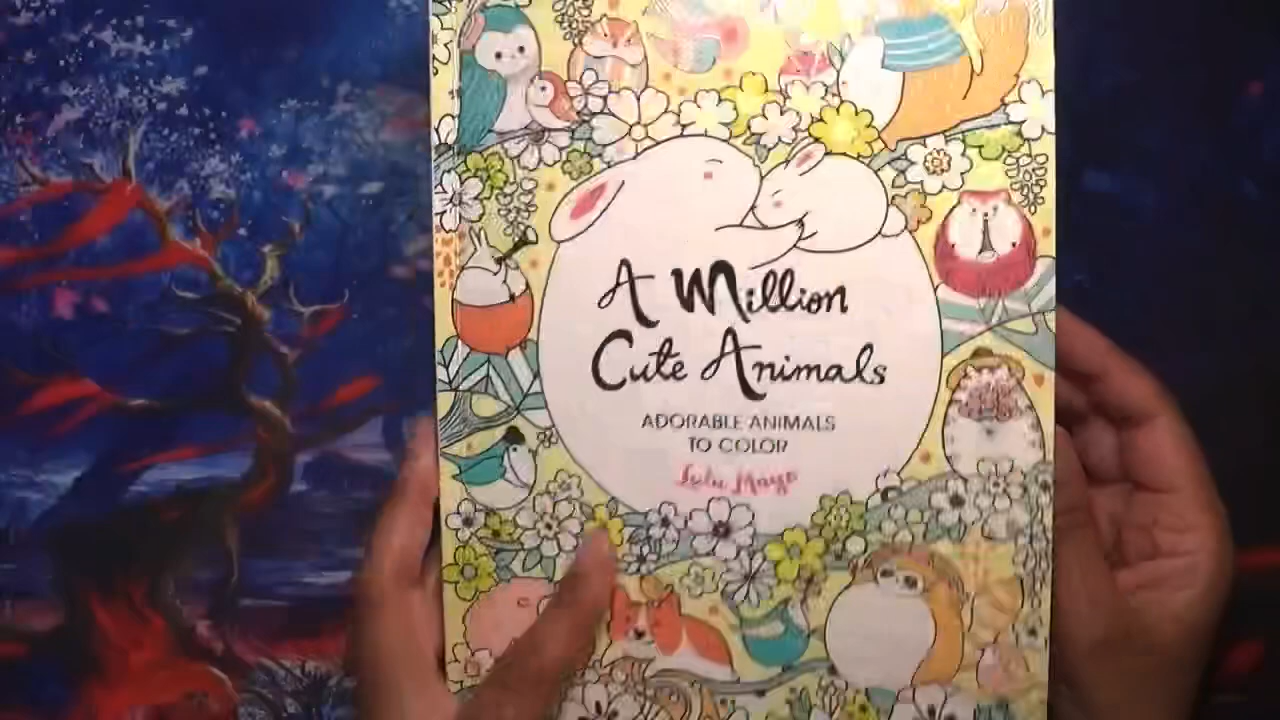 A Million
Cute Animals
ADORABLE ANIMALS
TO COLOR
Lulu Mayo